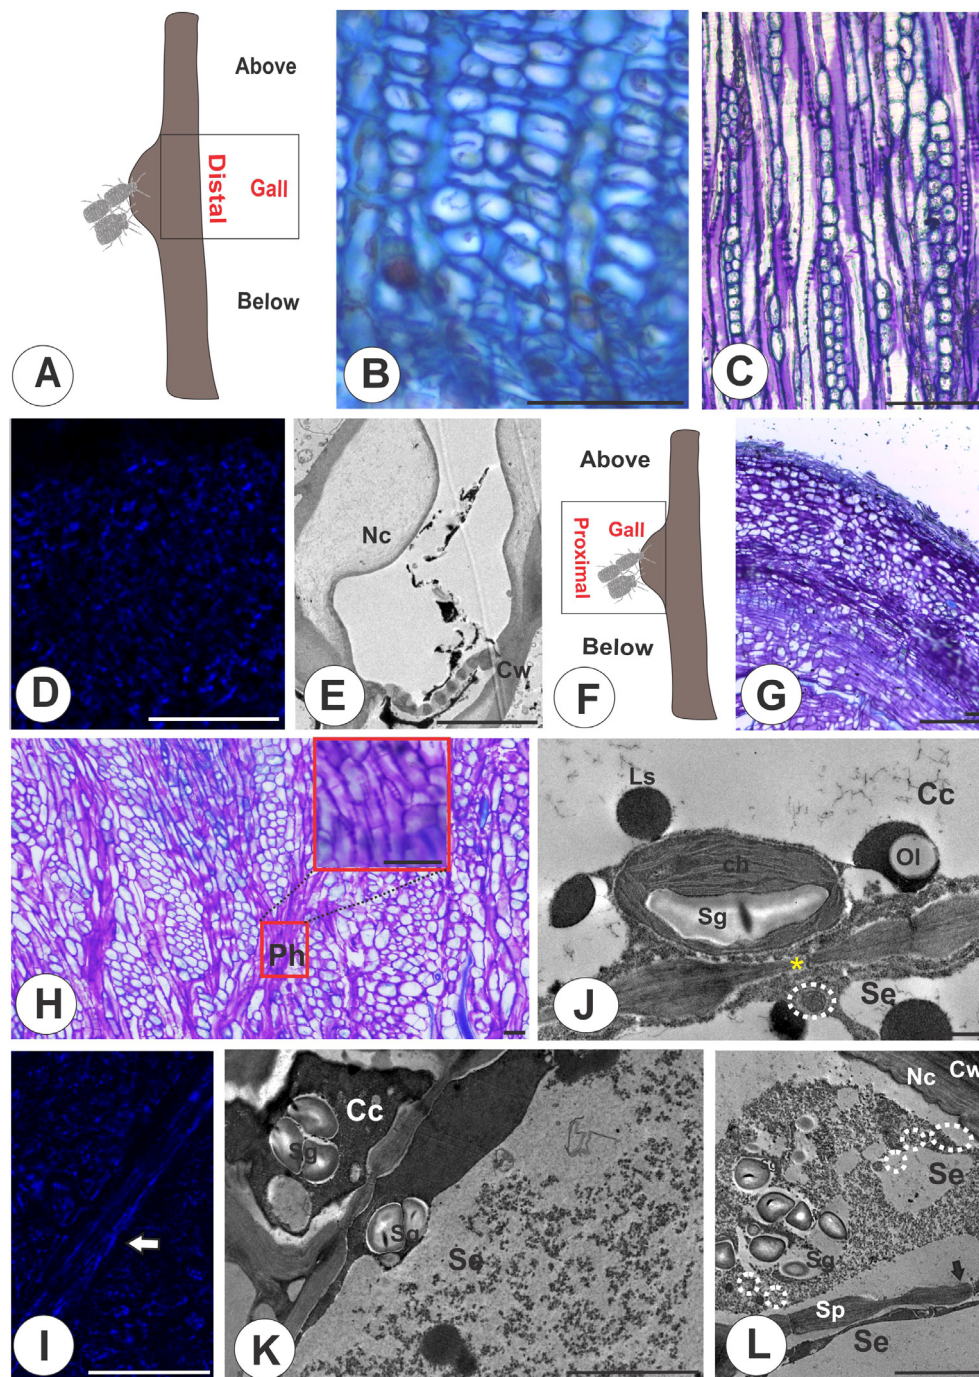 Above
Distal
Gall
Below
A
B
C
D
Nc
Cw
E
Above
Proximal
Gall
Below
F
G
Ph
H
Ls
Cc
Ol
ch
Sg
*
Se
J
I
Cc
Sg
Sg
Se
K
Nc
Cw
Se
Sg
Sp
Se
L